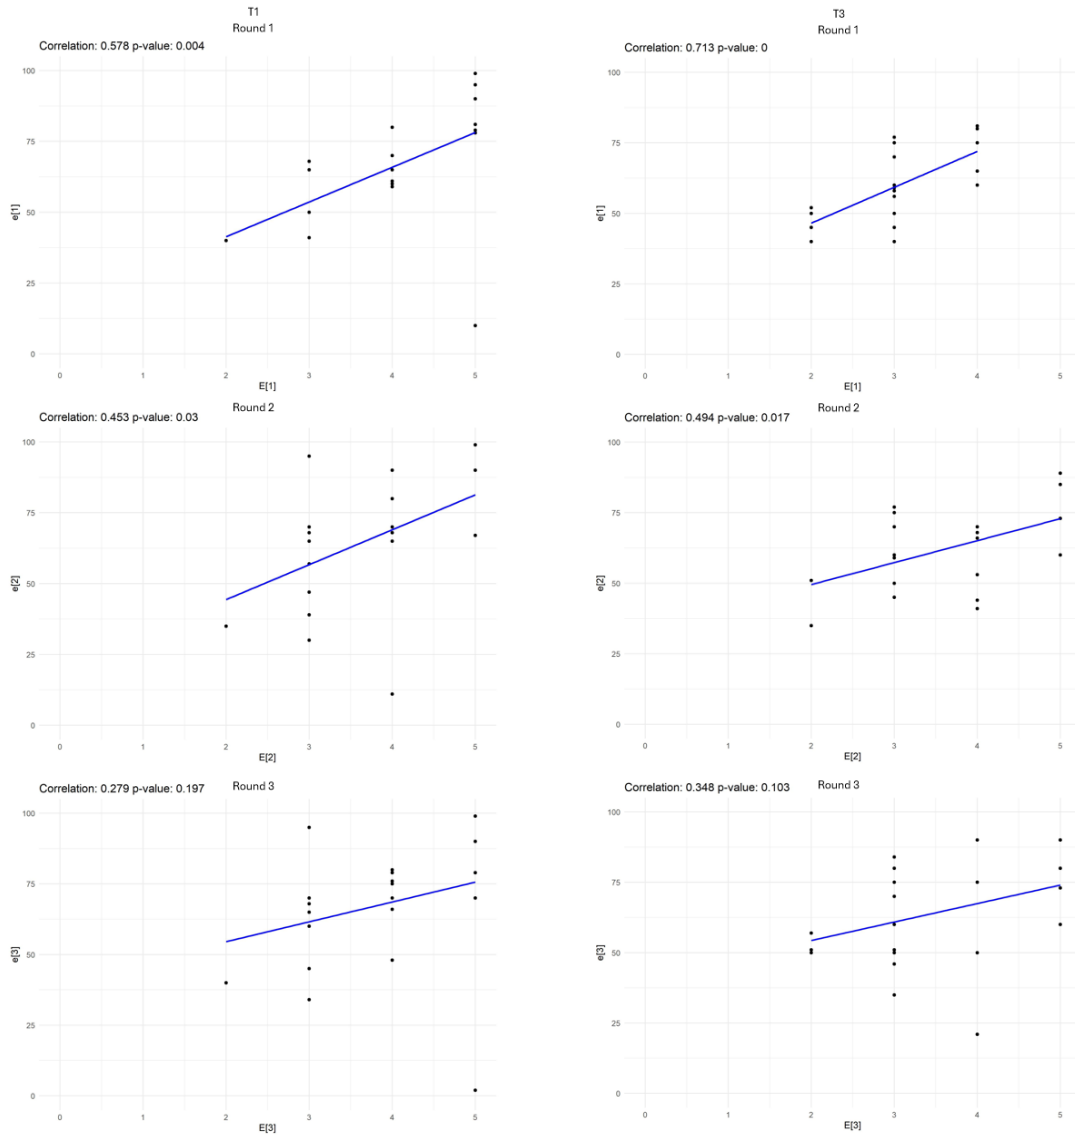 T1
Round 1
Correlation: 0.578 p-value: 0.004
100
75
50
25
0
e[1]
0 1 2 3 4 5
E[1]
T3
Round 1
Correlation: 0.713 p-value: 0
100
75
50
25
0
e[1]
0 1 2 3 4 5
E[1]
Round 2
Correlation: 0.453 p-value: 0.03
100
75
50
25
0
e[2]
0 1 2 3 4 5
E[2]
Round 2
Correlation: 0.494 p-value: 0.017
100
75
50
25
0
e[2]
0 1 2 3 4 5
E[2]
Round 3
Correlation: 0.279 p-value: 0.197
100
75
50
25
0
e[3]
0 1 2 3 4 5
E[3]
Round 3
Correlation: 0.348 p-value: 0.103
100
75
50
25
0
e[3]
0 1 2 3 4 5
E[3]